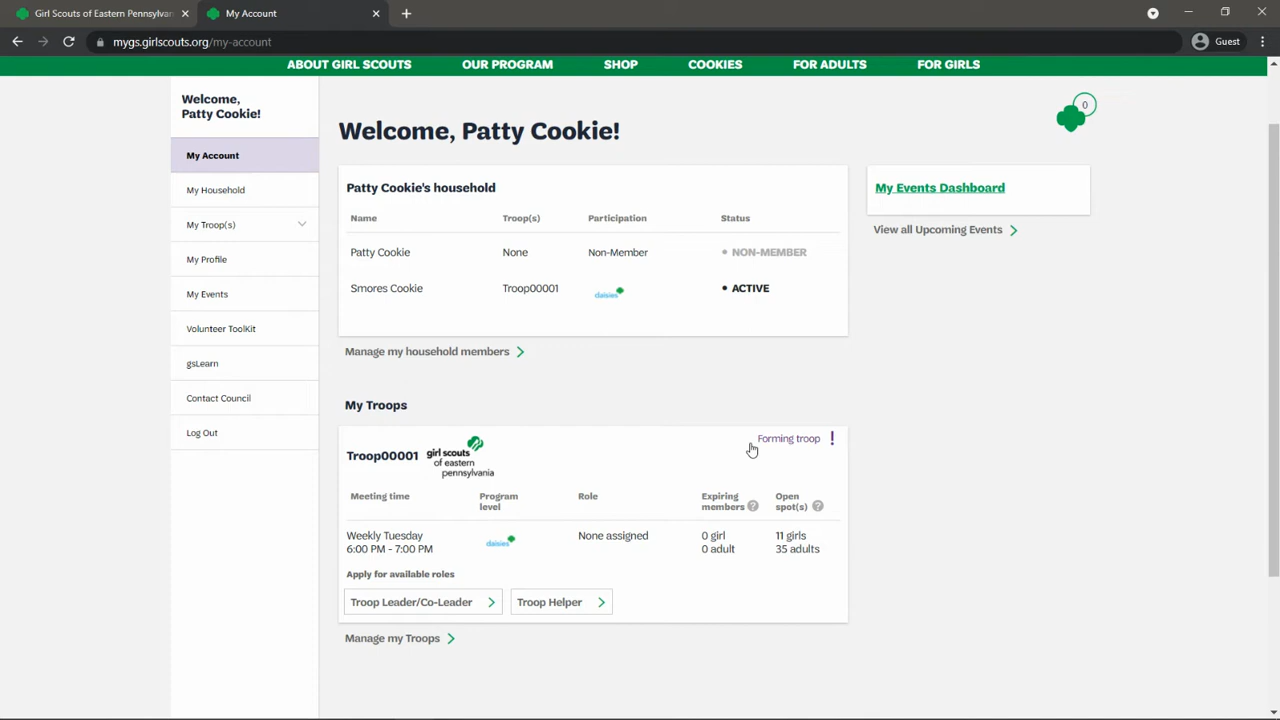 Girl Scouts of Eastern Pennsylvan
My Account
mygs.girlscouts.org/my-account
Guest
ABOUT GIRL SCOUTS OUR PROGRAM SHOP COOKIES FOR ADULTS FOR GIRLS
Welcome,
Patty Cookie!
My Account
My Household
My Troop(s)
My Profile
My Events
Volunteer ToolKit
gsLearn
Contact Council
Log Out
0
Welcome, Patty Cookie!
Patty Cookie's household
Name Troop(s) Participation Status
Patty Cookie None Non-Member • NON-MEMBER
Smores Cookie Troop00001 daisies • ACTIVE
Manage my household members
My Events Dashboard
View all Upcoming Events
My Troops
Forming troop !
Troop00001
girl scouts
of eastern
pennsylvania
Meeting time Program level Role Expiring members ? Open spot(s) ?
Weekly Tuesday
6:00 PM - 7:00 PM
daisies
None assigned
0 girl
0 adult
11 girls
35 adults
Apply for available roles
Troop Leader/Co-Leader
Troop Helper
Manage my Troops